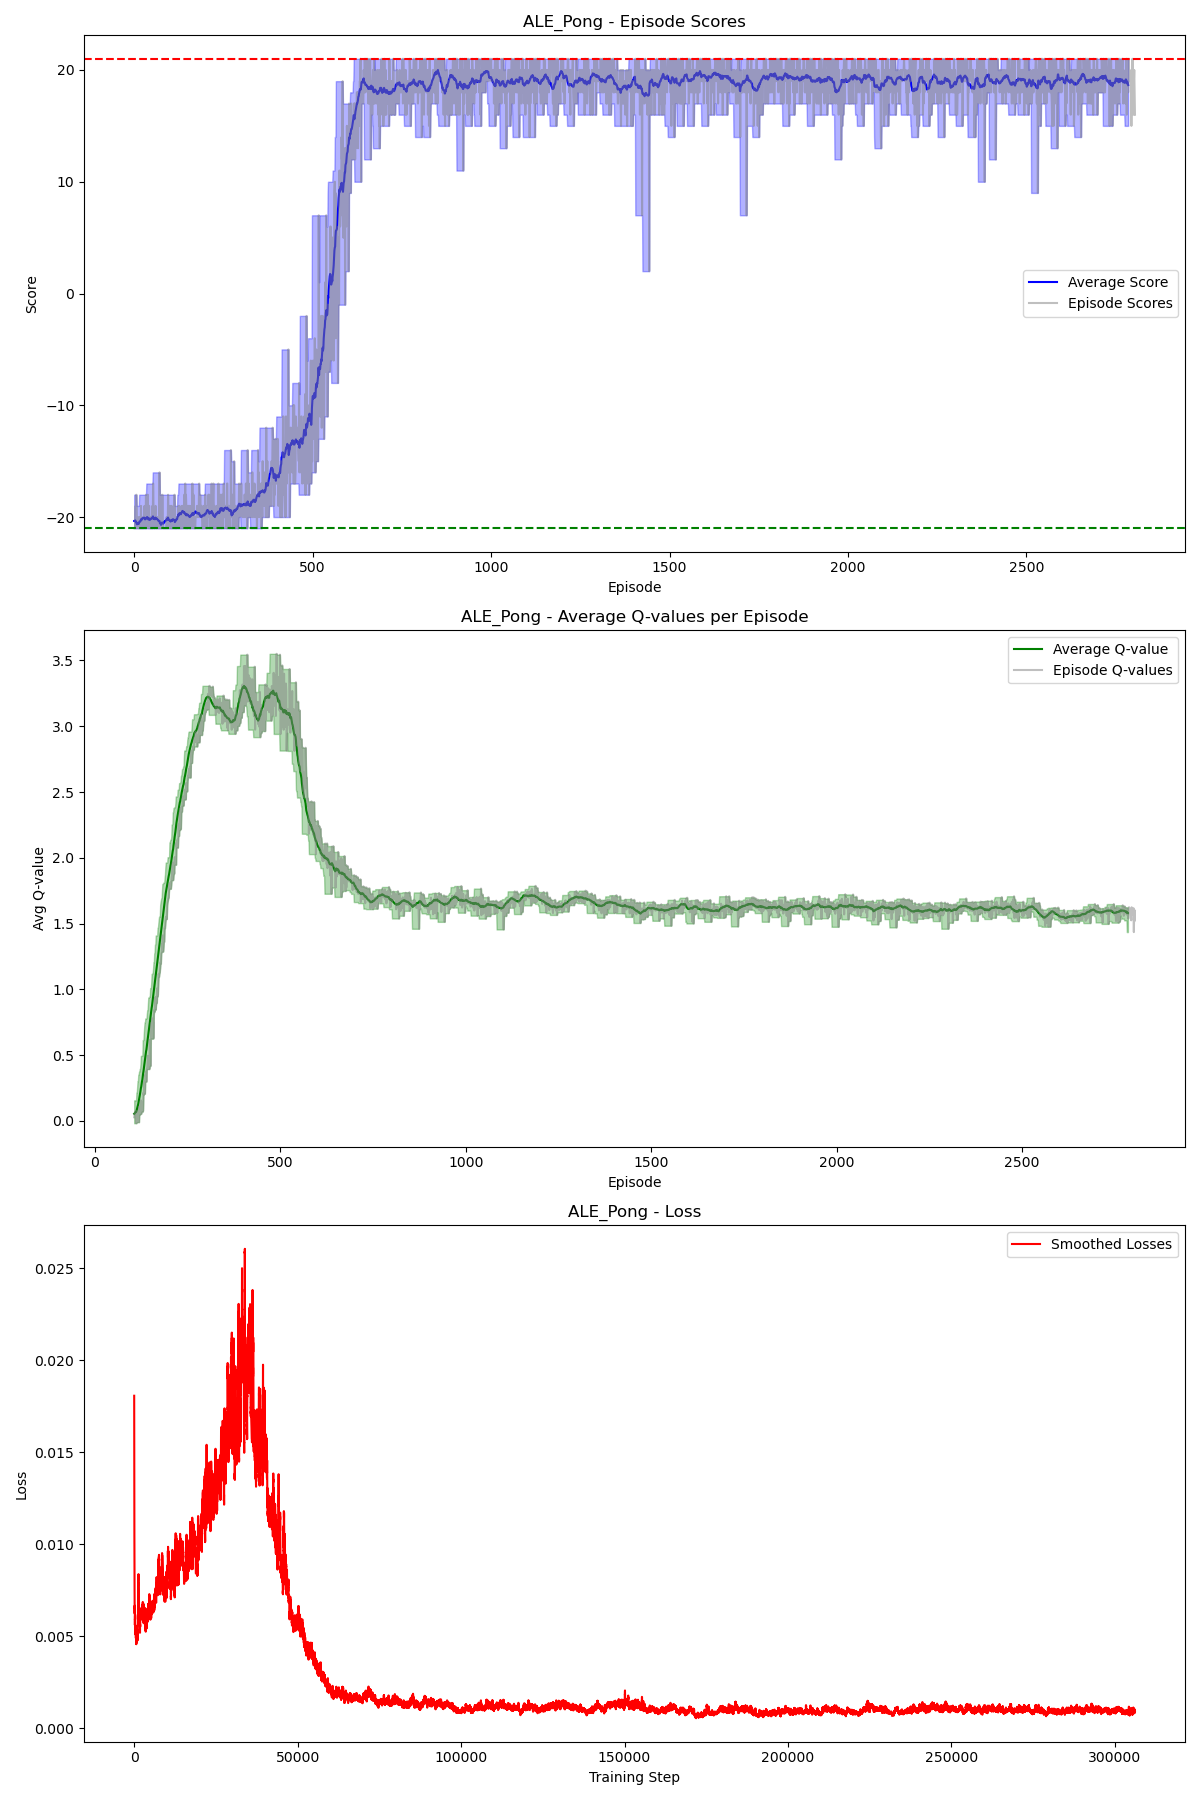 ALE_Pong - Episode Scores
20
10
0
−10
−20
Score
Average Score
Episode Scores
0
500
1000
1500
2000
2500
Episode
ALE_Pong - Average Q-values per Episode
3.5
3.0
2.5
2.0
1.5
1.0
0.5
0.0
Avg Q-value
Average Q-value
Episode Q-values
0
500
1000
1500
2000
2500
Episode
ALE_Pong - Loss
0.025
0.020
0.015
0.010
0.005
0.000
Loss
Smoothed Losses
0
50000
100000
150000
200000
250000
300000
Training Step